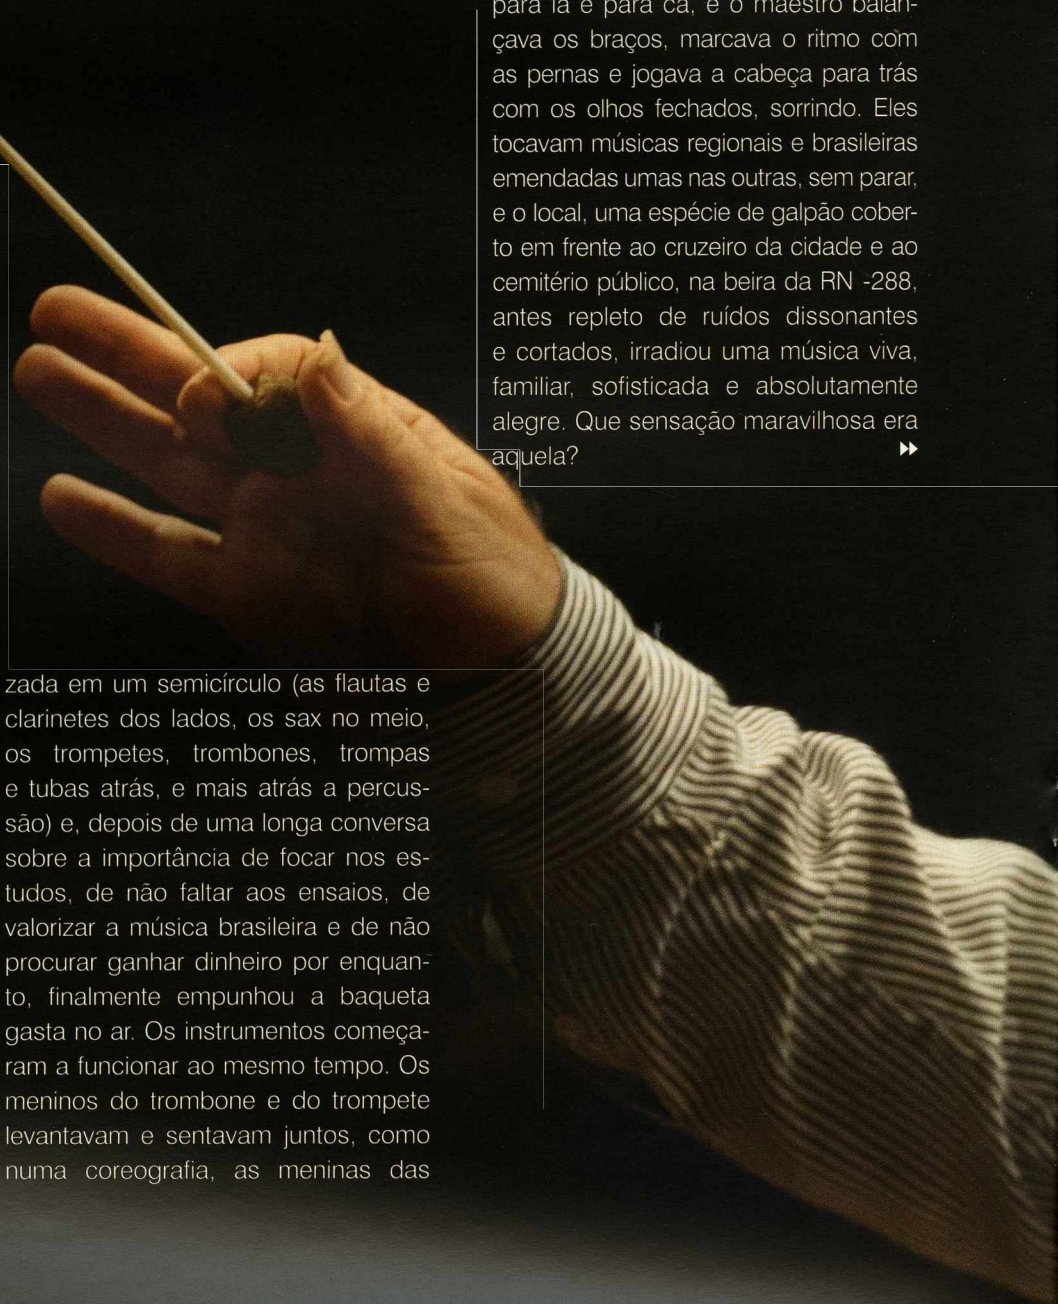 zada em um semicírculo (as flautas e
clarinetes dos lados, os sax no meio,
os trompetes, trombones, trompas
e tubas atrás, e mais atrás a percus-
são) e, depois de uma longa conversa
sobre a importância de focar nos es-
tudos, de não faltar aos ensaios, de
valorizar a música brasileira e de não
procurar ganhar dinheiro por enquan-
to, finalmente empunhou a baqueta
gasta no ar. Os instrumentos começa-
ram a funcionar ao mesmo tempo. Os
meninos do trombone e do trompete
levantavam e sentavam juntos, como
numa coreografia, as meninas das
para lá e para cá, e o maestro balan-
çava os braços, marcava o ritmo com
as pernas e jogava a cabeça para trás
com os olhos fechados, sorrindo. Eles
tocavam músicas regionais e brasileiras
emendadas umas nas outras, sem parar,
e o local, uma espécie de galpão cober-
to em frente ao cruzeiro da cidade e ao
cemitério público, na beira da RN -288,
antes repleto de ruídos dissonantes
e cortados, irradiou uma música viva,
familiar, sofisticada e absolutamente
alegre. Que sensação maravilhosa era
aquela?